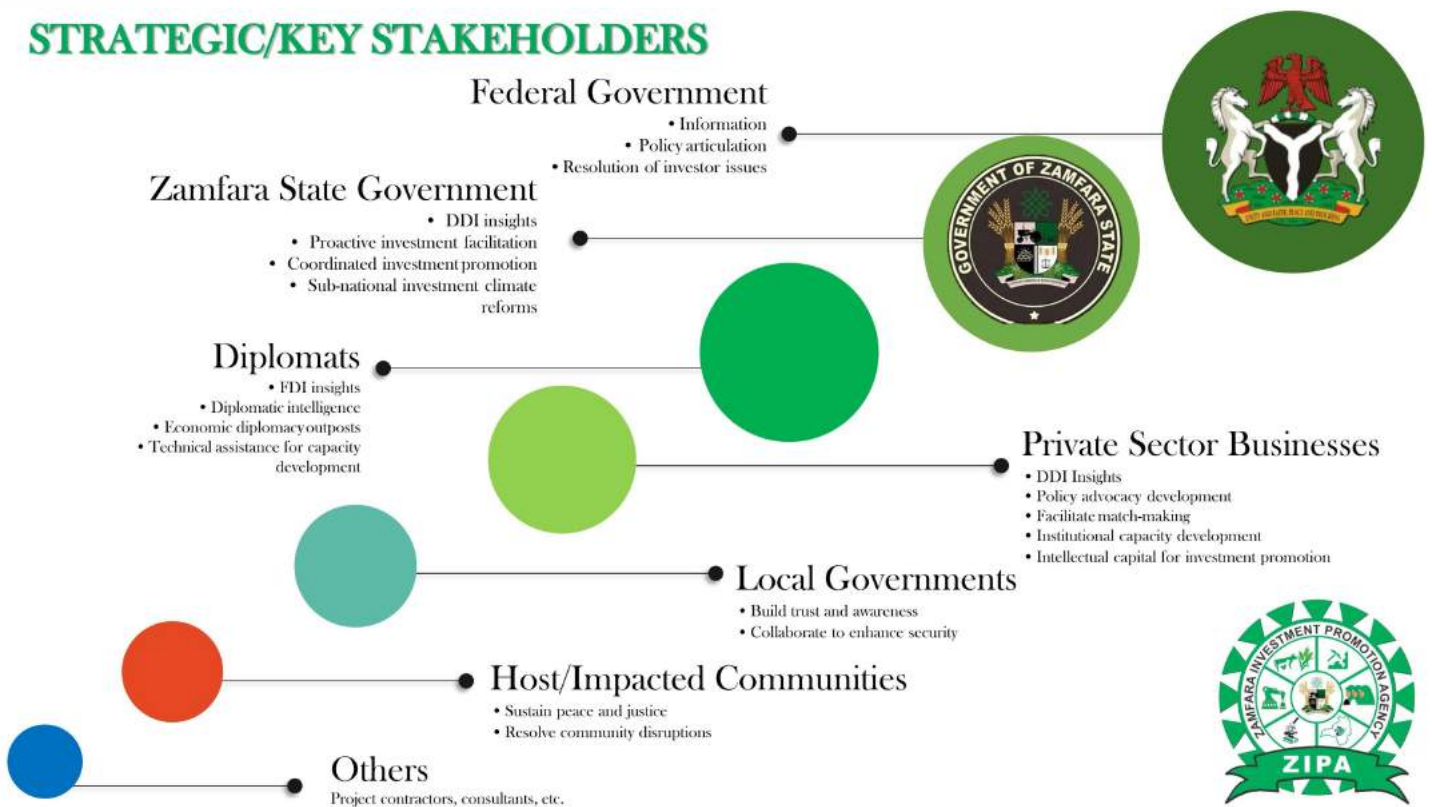 STRATEGIC/KEY STAKEHOLDERS
Federal Government
• Information
• Policy articulation
• Resolution of investor issues
GOVERNMENT OF ZAMFARA STATE
Zamfara State Government
• DDI insights
• Proactive investment facilitation
• Coordinated investment promotion
• Sub-national investment climate
reforms
Diplomats
• FDI insights
• Diplomatic intelligence
• Economic diplomacy outposts
• Technical assistance for capacity
development
Private Sector Businesses
• DDI Insights
• Policy advocacy development
• Facilitate match-making
• Institutional capacity development
• Intellectual capital for investment promotion
Local Governments
• Build trust and awareness
• Collaborate to enhance security
Host/Impacted Communities
• Sustain peace and justice
• Resolve community disruptions
Others
Project contractors, consultants, etc.
ZAMFARA INVESTMENT PROMOTION AGENCY
ZIPA